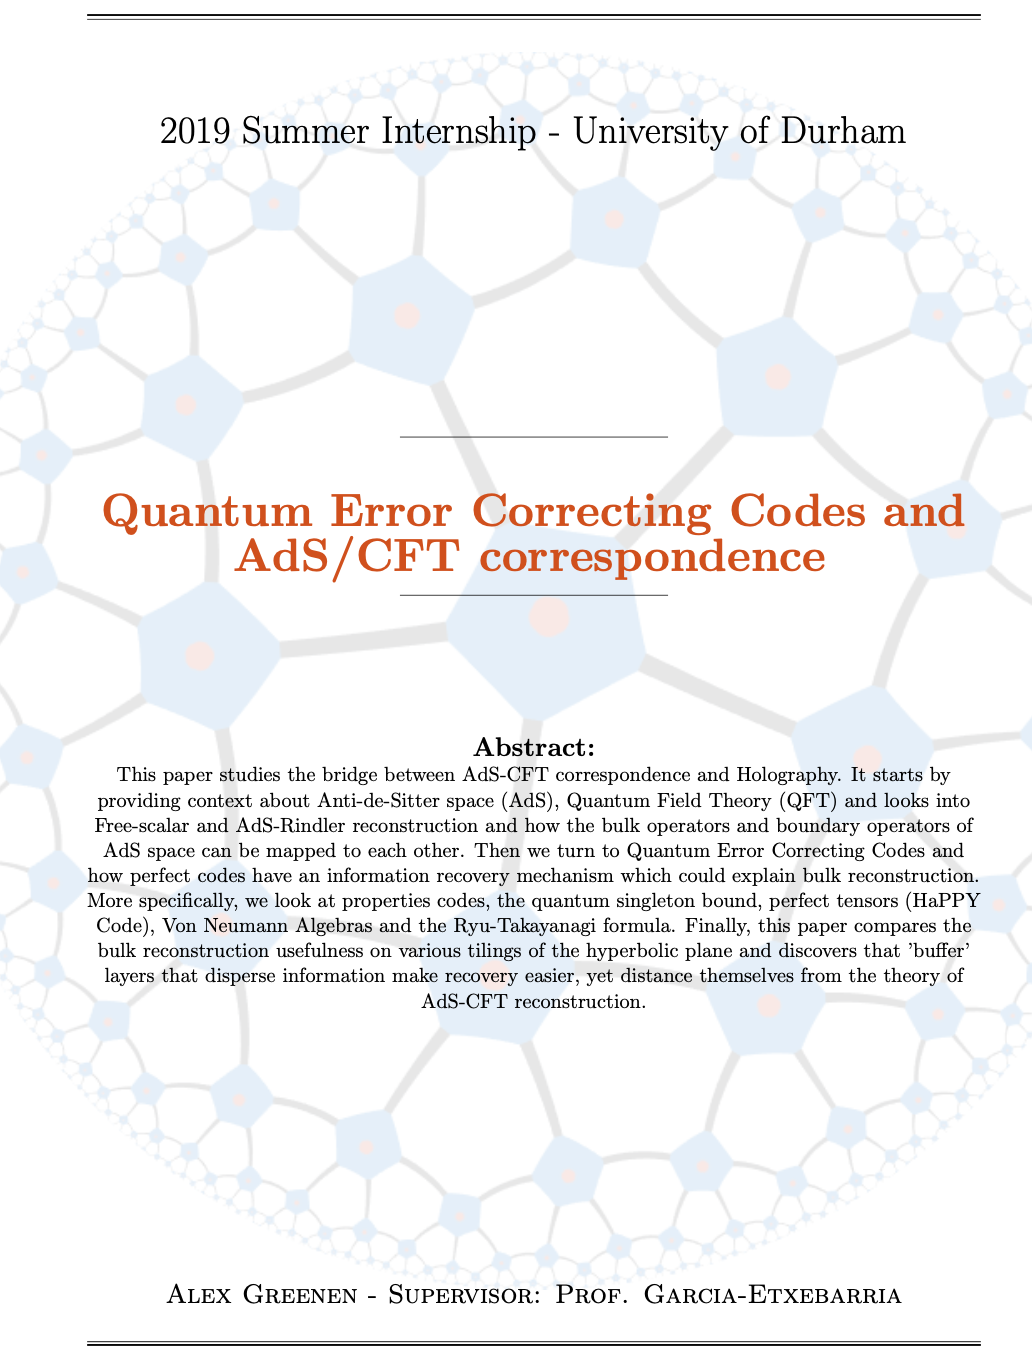 2019 Summer Internship - University of Durham
Quantum Error Correcting Codes and
AdS/CFT correspondence
Abstract:
This paper studies the bridge between AdS-CFT correspondence and Holography. It starts by
providing context about Anti-de-Sitter space (AdS), Quantum Field Theory (QFT) and looks into
Free-scalar and AdS-Rindler reconstruction and how the bulk operators and boundary operators of
AdS space can be mapped to each other. Then we turn to Quantum Error Correcting Codes and
how perfect codes have an information recovery mechanism which could explain bulk reconstruction.
More specifically, we look at properties codes, the quantum singleton bound, perfect tensors (HaPPY
Code), Von Neumann Algebras and the Ryu-Takayanagi formula. Finally, this paper compares the
bulk reconstruction usefulness on various tilings of the hyperbolic plane and discovers that 'buffer'
layers that disperse information make recovery easier, yet distance themselves from the theory of
AdS-CFT reconstruction.
Alex Greenen - Supervisor: Prof. Garcia-Etxebarria